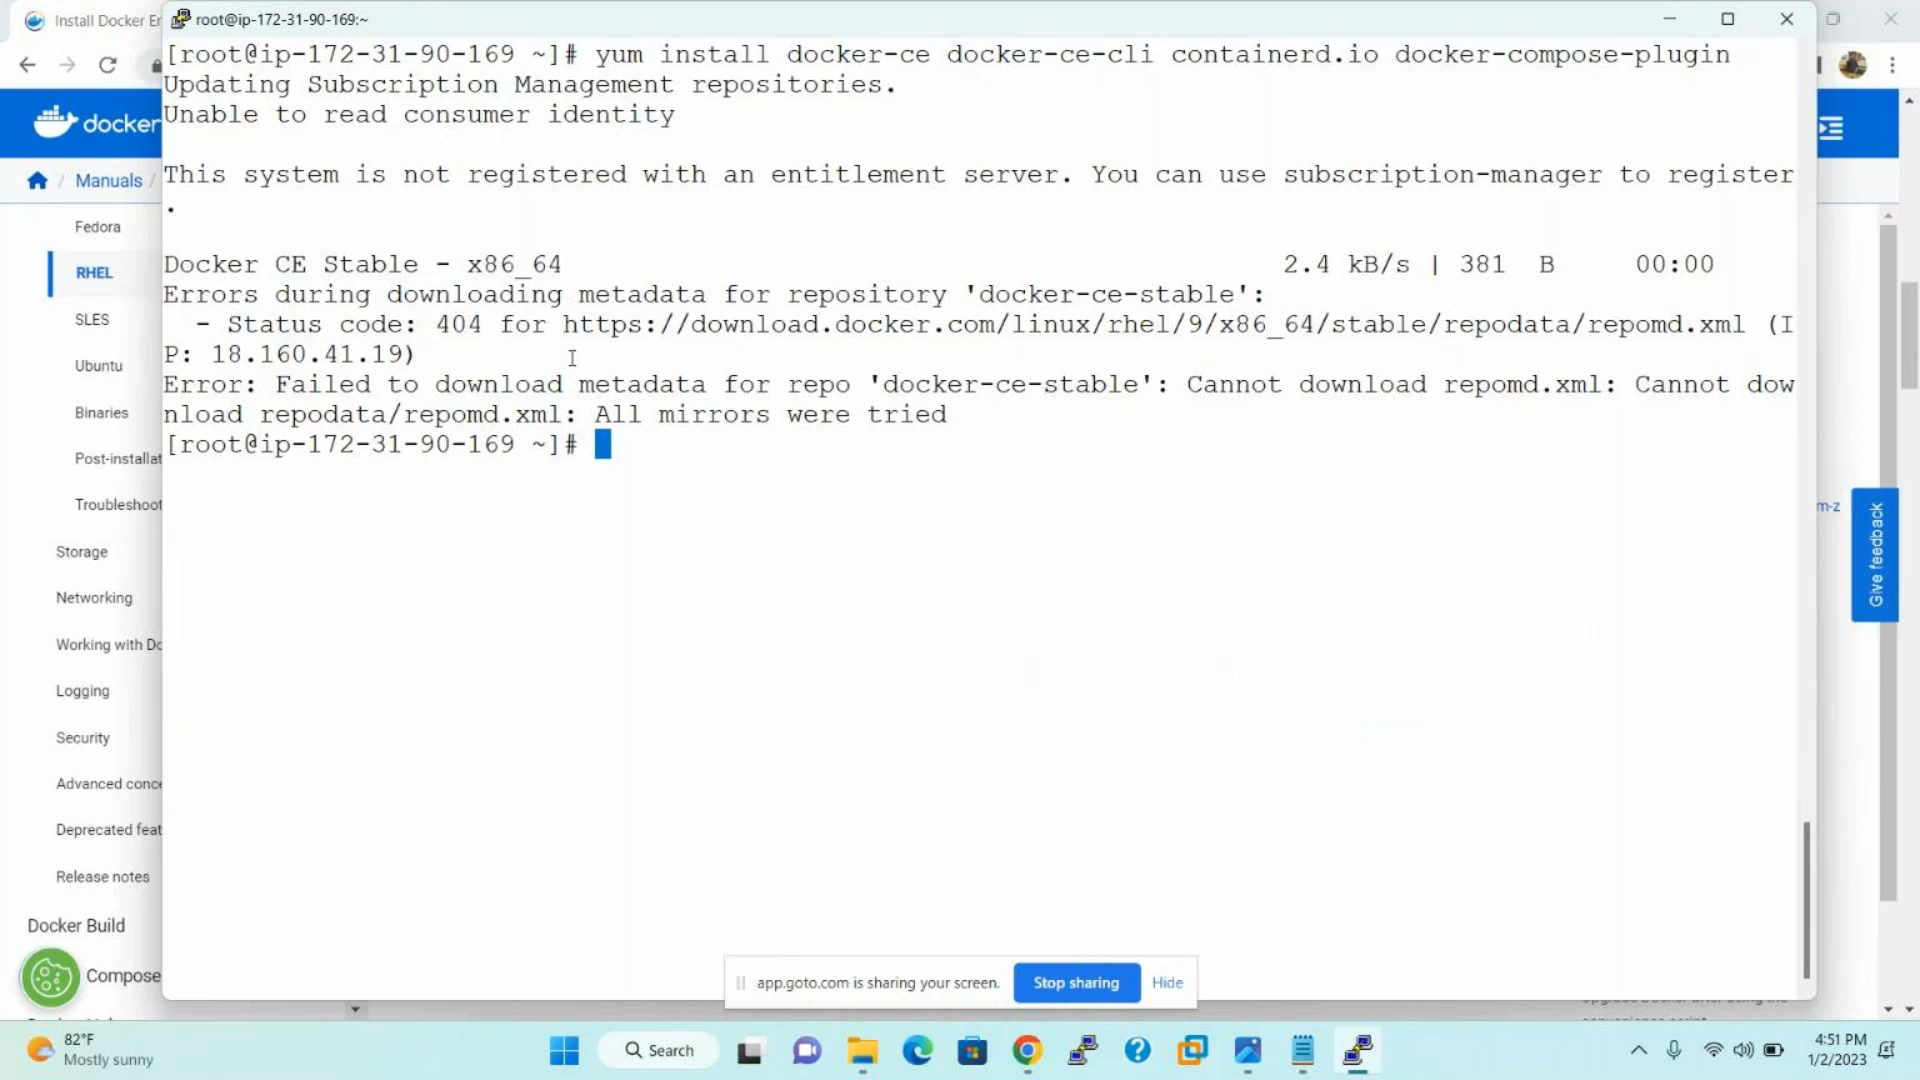 Install Docker En
root@ip-172-31-90-169:~
[root@ip-172-31-90-169 ~]# yum install docker-ce docker-ce-cli containerd.io docker-compose-plugin
Updating Subscription Management repositories.
Unable to read consumer identity
docker
This system is not registered with an entitlement server. You can use subscription-manager to register
.
Manuals /
Fedora
RHEL
Docker CE Stable - x86_64 2.4 kB/s | 381 B 00:00
Errors during downloading metadata for repository 'docker-ce-stable':
SLES
- Status code: 404 for https://download.docker.com/linux/rhel/9/x86_64/stable/repodata/repomd.xml (I
P: 18.160.41.19)
Ubuntu
Error: Failed to download metadata for repo 'docker-ce-stable': Cannot download repomd.xml: Cannot dow
nload repodata/repomd.xml: All mirrors were tried
Binaries
[root@ip-172-31-90-169 ~]#
Post-installat
Troubleshoot
m-z
Give feedback
Storage
Networking
Working with Do
Logging
Security
Advanced conce
Deprecated feat
Release notes
Docker Build
Compose
app.goto.com is sharing your screen. Stop sharing Hide
82°F
Mostly sunny
Search
4:51 PM
1/2/2023